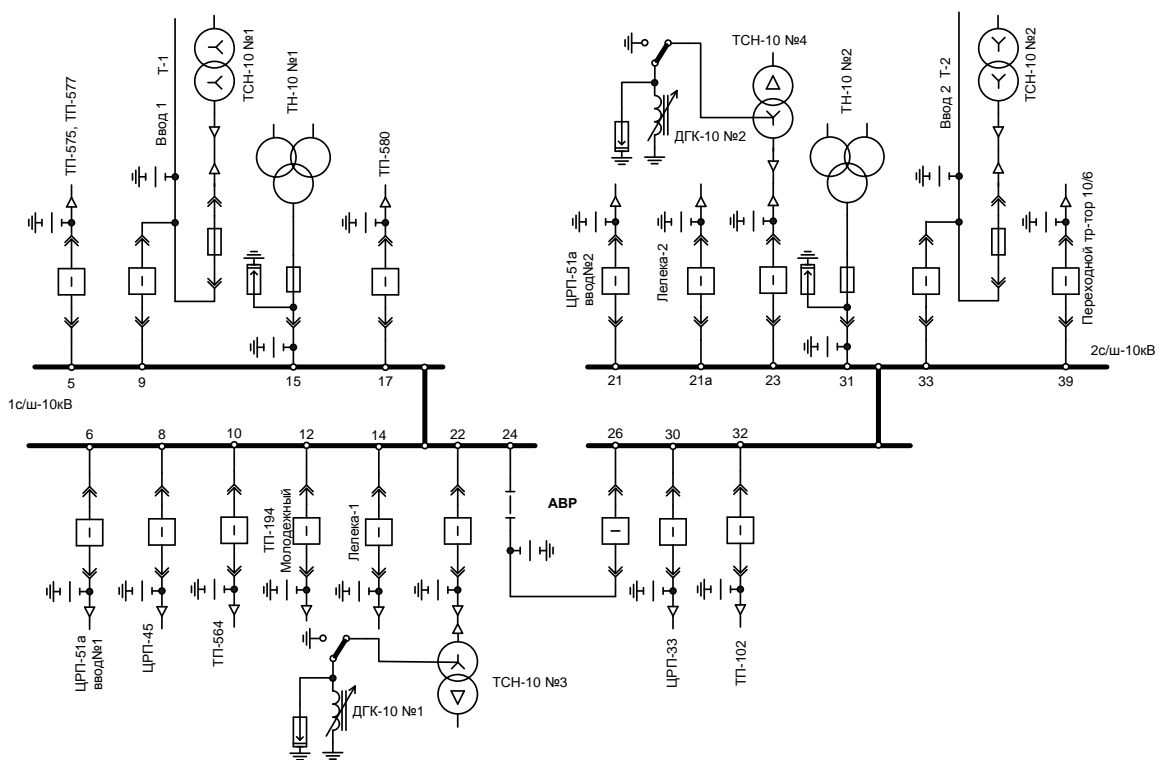 ТП-575, ТП-577
Ввод 1
Т-1
ТСН-10 №1
ТН-10 №1
ТП-580
ТСН-10 №4
ДГК-10 №2
ТН-10 №2
Ввод 2
Т-2
ТСН-10 №2
ЦРП-51а
ввод№2
Лелека-2
Переходной тр-тор 10/6
2с/ш-10кВ
5
9
15
17
21
21а
23
31
33
39
1с/ш-10кВ
6
8
10
12
14
22
24
26
30
32
АВР
ТП-194
Молодежный
Лелека-1
ЦРП-51а
ввод№1
ЦРП-45
ТП-564
ЦРП-33
ТП-102
ТСН-10 №3
ДГК-10 №1